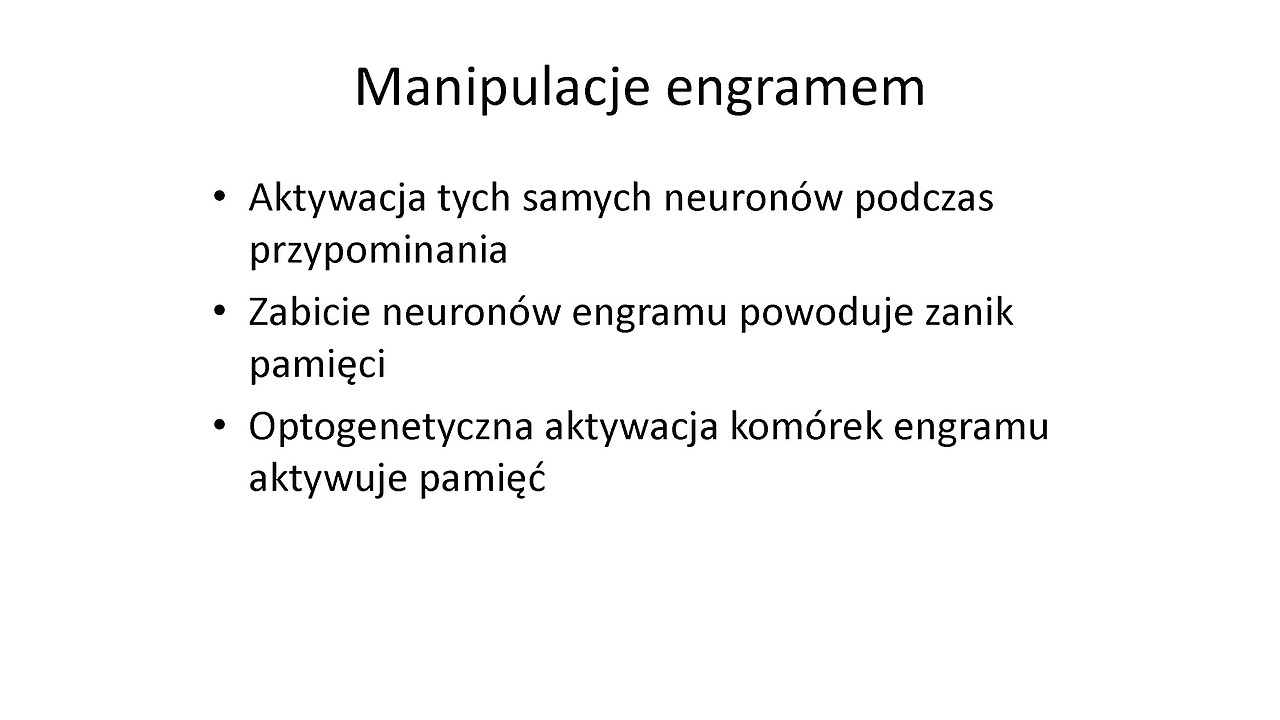 Manipulacje engramem
• Aktywacja tych samych neuronów podczas
przypominania
• Zabicie neuronów engramu powoduje zanik
pamięci
• Optogenetyczna aktywacja komórek engramu
aktywuje pamięć